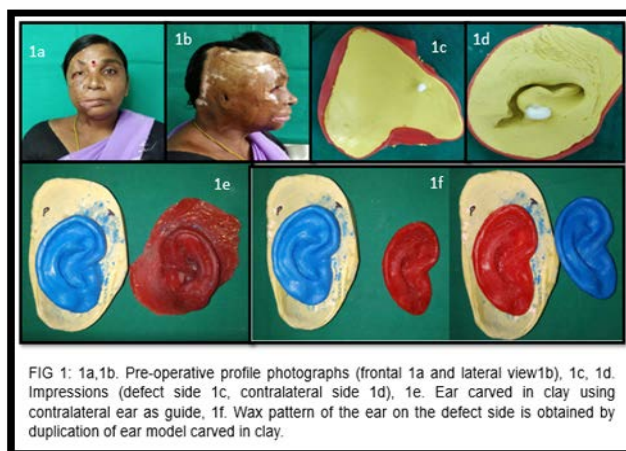 1a
1b
1c
1d
1e
1f
FIG 1: 1a,1b. Pre-operative profile photographs (frontal 1a and lateral view1b), 1c, 1d.
Impressions (defect side 1c, contralateral side 1d), 1e. Ear carved in clay using
contralateral ear as guide, 1f. Wax pattern of the ear on the defect side is obtained by
duplication of ear model carved in clay.